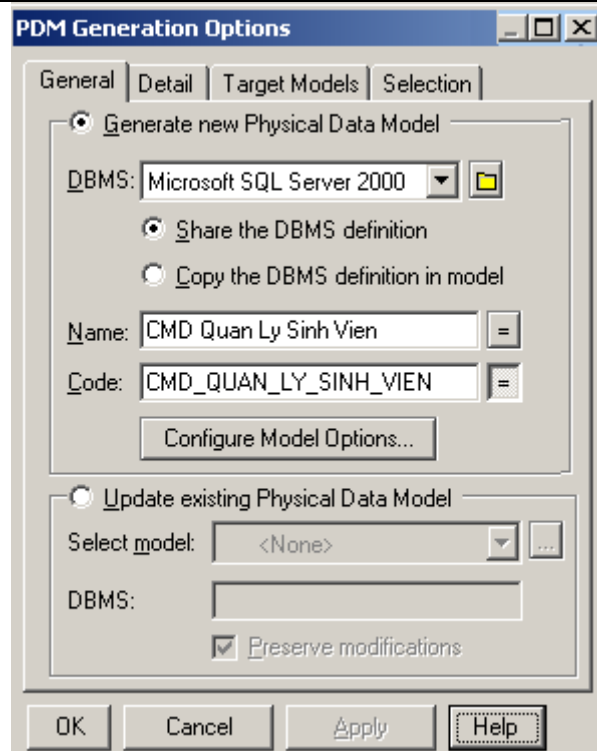 PDM Generation Options
General Detail Target Models Selection
Generate new Physical Data Model
DBMS: Microsoft SQL Server 2000
Share the DBMS definition
Copy the DBMS definition in model
Name: CMD Quan Ly Sinh Vien =
Code: CMD_QUAN_LY_SINH_VIEN =
Configure Model Options...
Update existing Physical Data Model
Select model: <None> ...
DBMS:
Preserve modifications
OK Cancel Apply Help